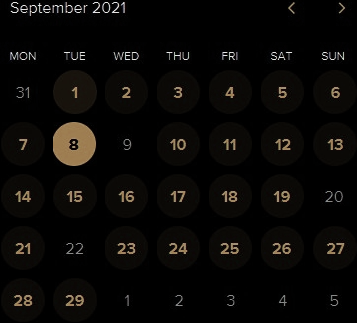 September 2021
MON TUE WED THU FRI SAT SUN
31 1 2 3 4 5 6
7 8 9 10 11 12 13
14 15 16 17 18 19 20
21 22 23 24 25 26 27
28 29 1 2 3 4 5